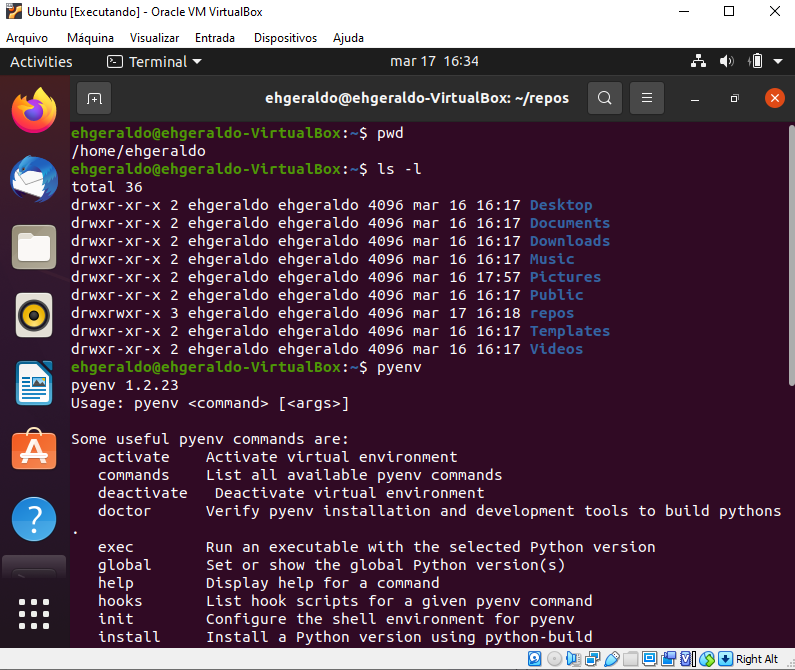 Ubuntu [Executando] - Oracle VM VirtualBox
Arquivo Máquina Visualizar Entrada Dispositivos Ajuda
Activities Terminal mar 17 16:34
ehgeraldo@ehgeraldo-VirtualBox: ~/repos
ehgeraldo@ehgeraldo-VirtualBox:~$ pwd
/home/ehgeraldo
ehgeraldo@ehgeraldo-VirtualBox:~$ ls -l
total 36
drwxr-xr-x 2 ehgeraldo ehgeraldo 4096 mar 16 16:17 Desktop
drwxr-xr-x 2 ehgeraldo ehgeraldo 4096 mar 16 16:17 Documents
drwxr-xr-x 2 ehgeraldo ehgeraldo 4096 mar 16 16:17 Downloads
drwxr-xr-x 2 ehgeraldo ehgeraldo 4096 mar 16 16:17 Music
drwxr-xr-x 2 ehgeraldo ehgeraldo 4096 mar 16 17:57 Pictures
drwxr-xr-x 2 ehgeraldo ehgeraldo 4096 mar 16 16:17 Public
drwxrwxr-x 3 ehgeraldo ehgeraldo 4096 mar 17 16:18 repos
drwxr-xr-x 2 ehgeraldo ehgeraldo 4096 mar 16 16:17 Templates
drwxr-xr-x 2 ehgeraldo ehgeraldo 4096 mar 16 16:17 Videos
ehgeraldo@ehgeraldo-VirtualBox:~$ pyenv
pyenv 1.2.23
Usage: pyenv <command> [<args>]
Some useful pyenv commands are:
activate Activate virtual environment
commands List all available pyenv commands
deactivate Deactivate virtual environment
doctor Verify pyenv installation and development tools to build pythons
.
exec Run an executable with the selected Python version
global Set or show the global Python version(s)
help Display help for a command
hooks List hook scripts for a given pyenv command
init Configure the shell environment for pyenv
install Install a Python version using python-build
Right Alt